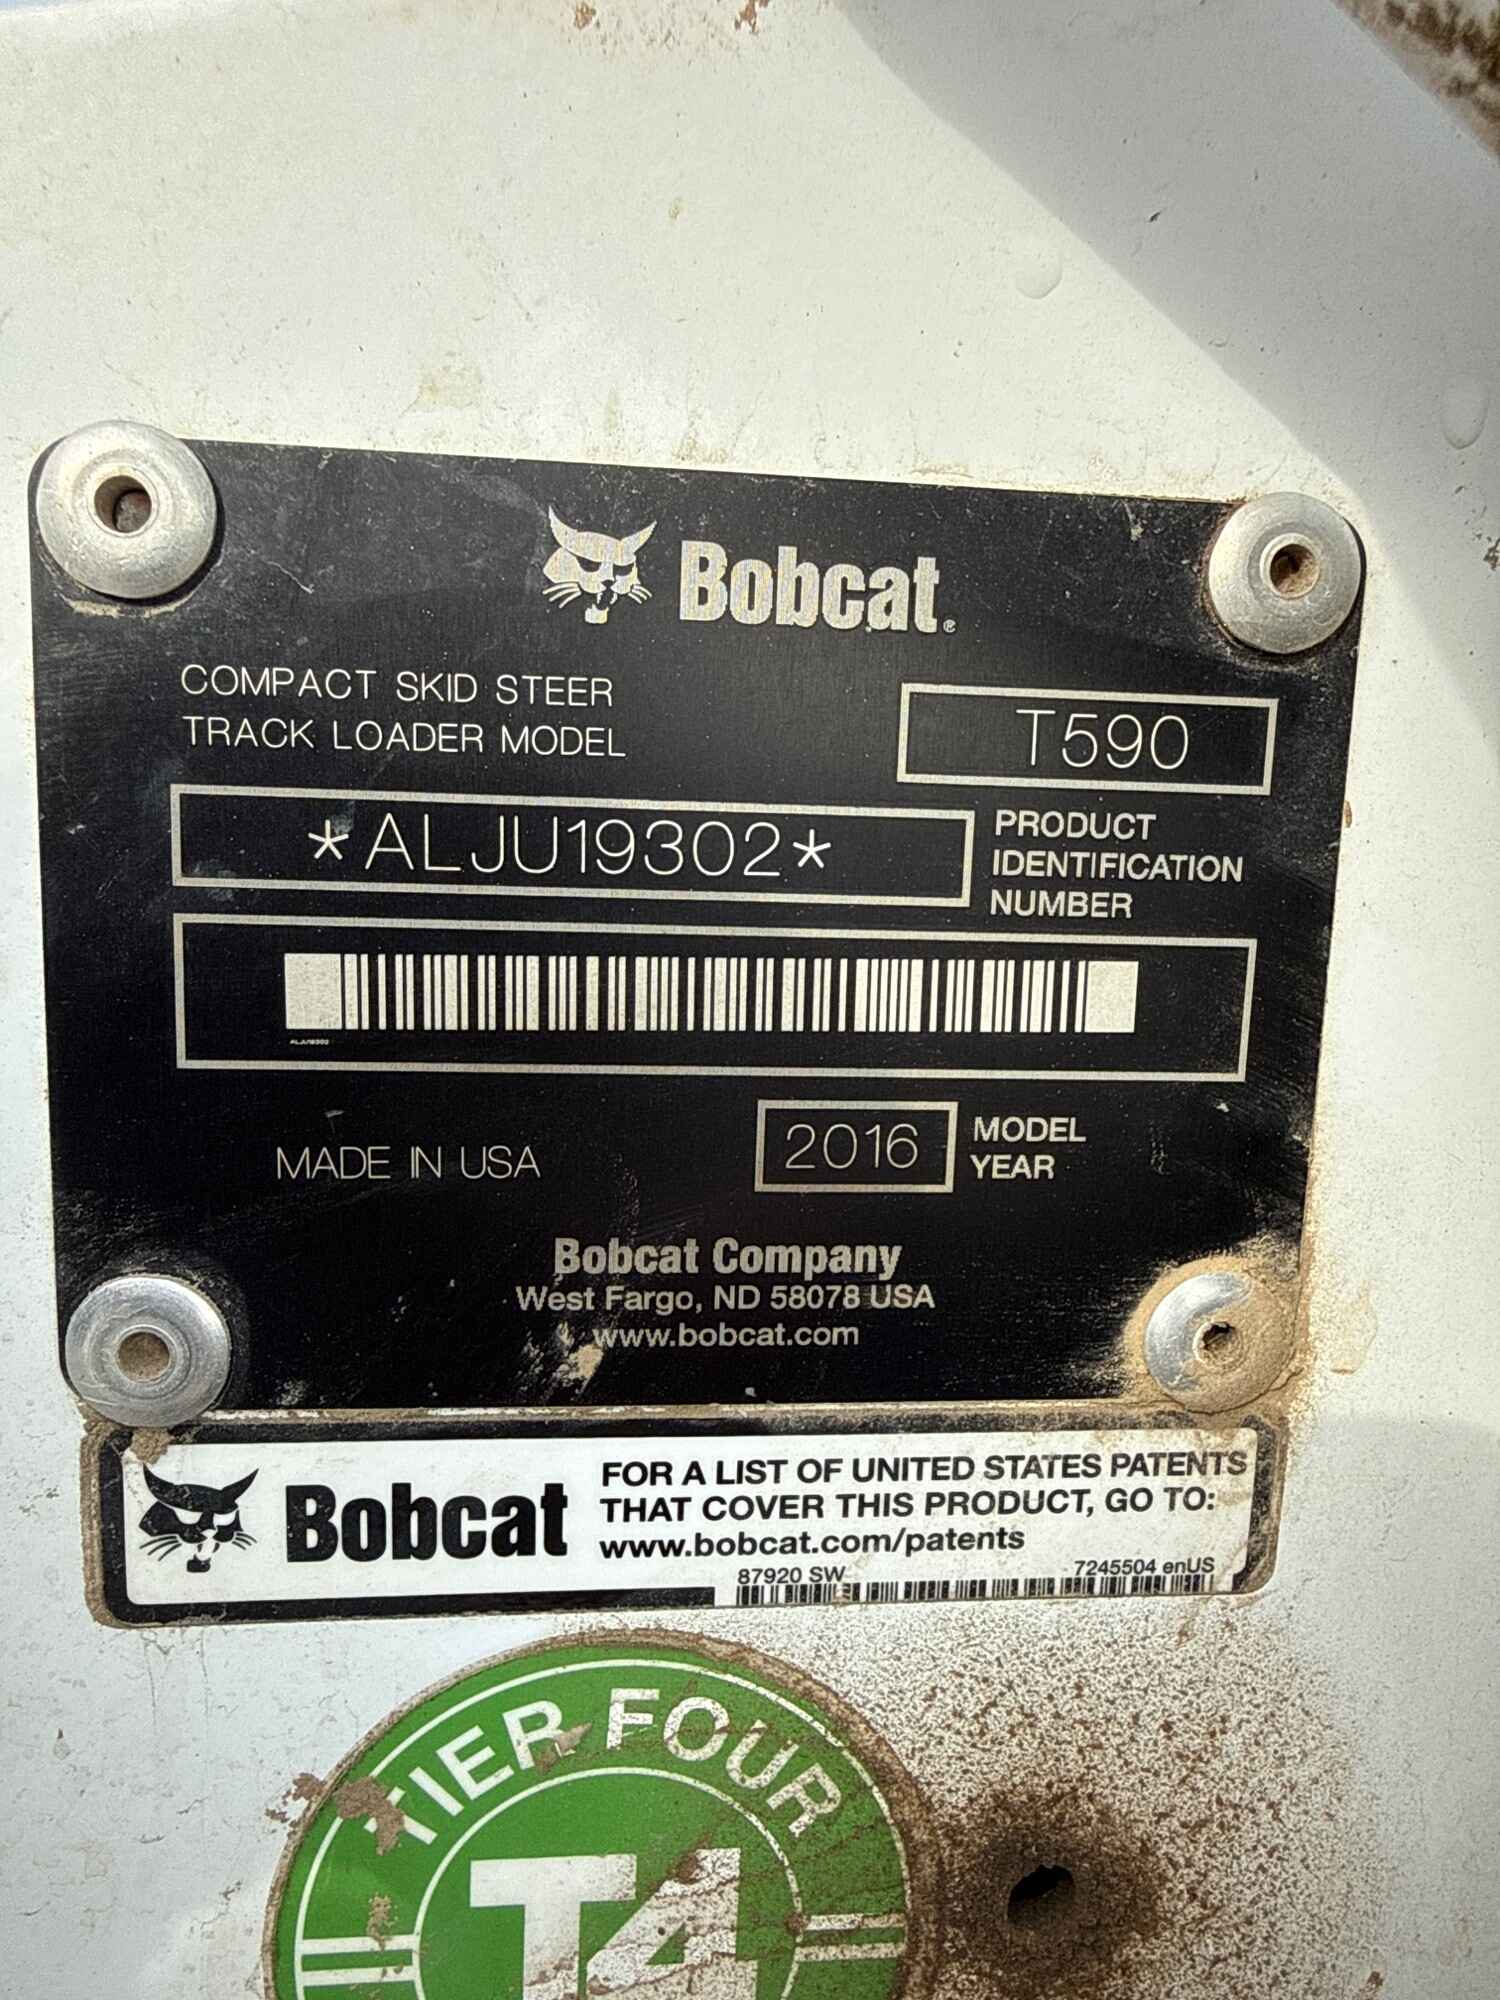 Bobcat®
COMPACT SKID STEER
TRACK LOADER MODEL
T590
*ALJU19302*
PRODUCT
IDENTIFICATION
NUMBER
ALJU19302
MADE IN USA
2016
MODEL
YEAR
Bobcat Company
West Fargo, ND 58078 USA
www.bobcat.com
Bobcat
FOR A LIST OF UNITED STATES PATENTS
THAT COVER THIS PRODUCT, GO TO:
www.bobcat.com/patents
87920 SW
7245504 enUS
TIER FOUR
T4